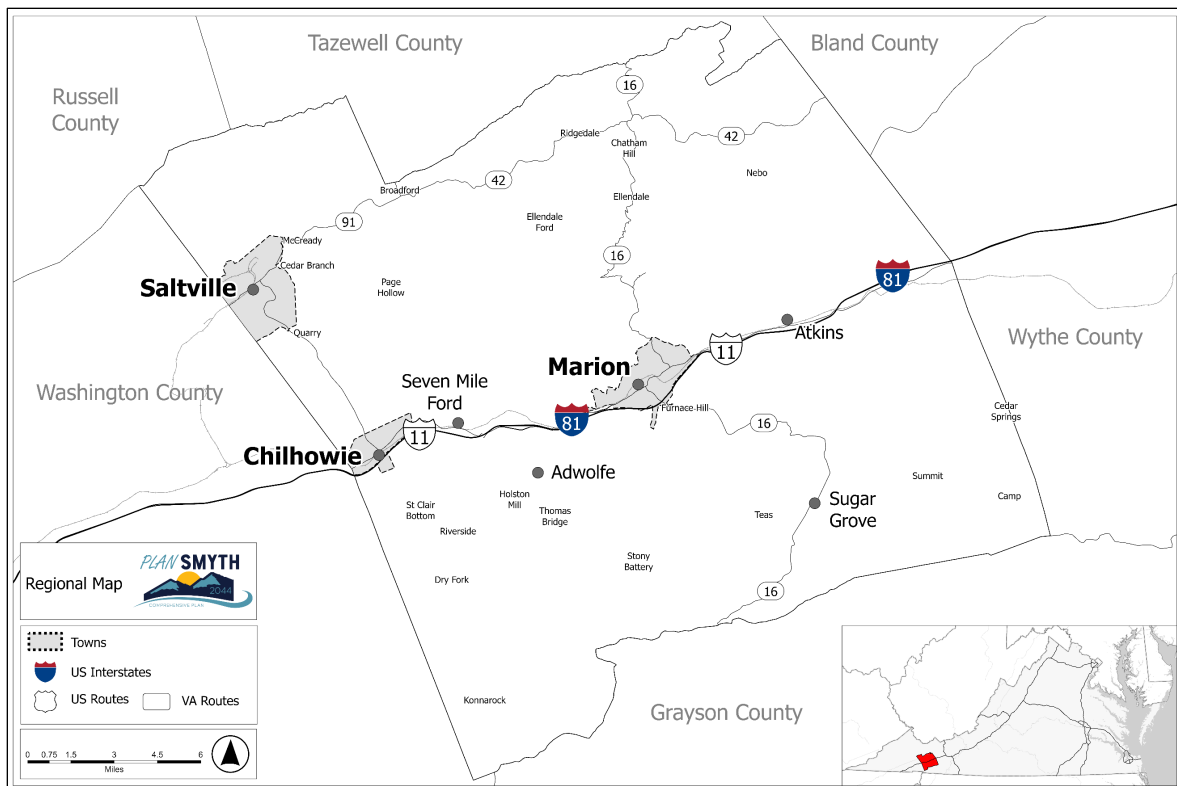 Tazewell County
Bland County
Russell
County
16
Ridgedale
42
Chatham
Hill
Nebo
42
Broadford
Ellendale
91
Ellendale
Ford
McCready
16
Cedar Branch
Saltville
Page
Hollow
81
Quarry
Atkins
Wythe County
11
Marion
Washington County
Seven Mile
Ford
Furnace Hill
Cedar
Springs
81
16
11
Chilhowie
Adwolfe
Summit
Holston
Mill
Camp
St Clair
Bottom
Thomas
Bridge
Teas
Sugar
Grove
Riverside
Stony
Battery
Dry Fork
16
Konnarock
Grayson County
Regional Map
PLAN SMYTH
2044
COMPREHENSIVE PLAN
Towns
US Interstates
US Routes
VA Routes
0 0.75 1.5 3 4.5 6
Miles